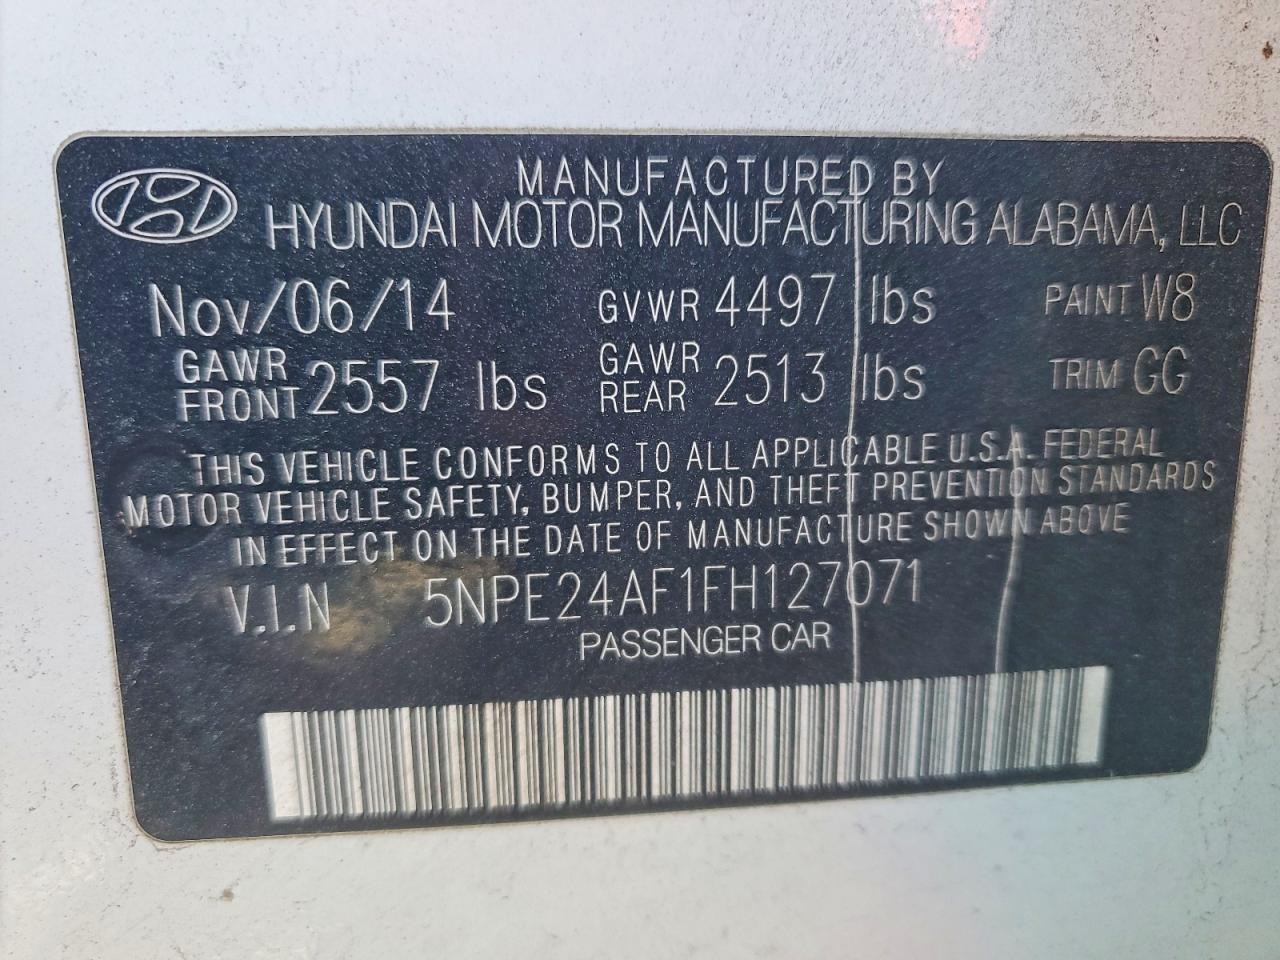 MANUFACTURED BY
HYUNDAI MOTOR MANUFACTURING ALABAMA, LLC
Nov/06/14 GVWR 4497 lbs PAINT W8
GAWR FRONT 2557 lbs GAWR REAR 2513 lbs TRIM GG
THIS VEHICLE CONFORMS TO ALL APPLICABLE U.S.A. FEDERAL
MOTOR VEHICLE SAFETY, BUMPER, AND THEFT PREVENTION STANDARDS
IN EFFECT ON THE DATE OF MANUFACTURE SHOWN ABOVE
V.I.N 5NPE24AF1FH127071
PASSENGER CAR